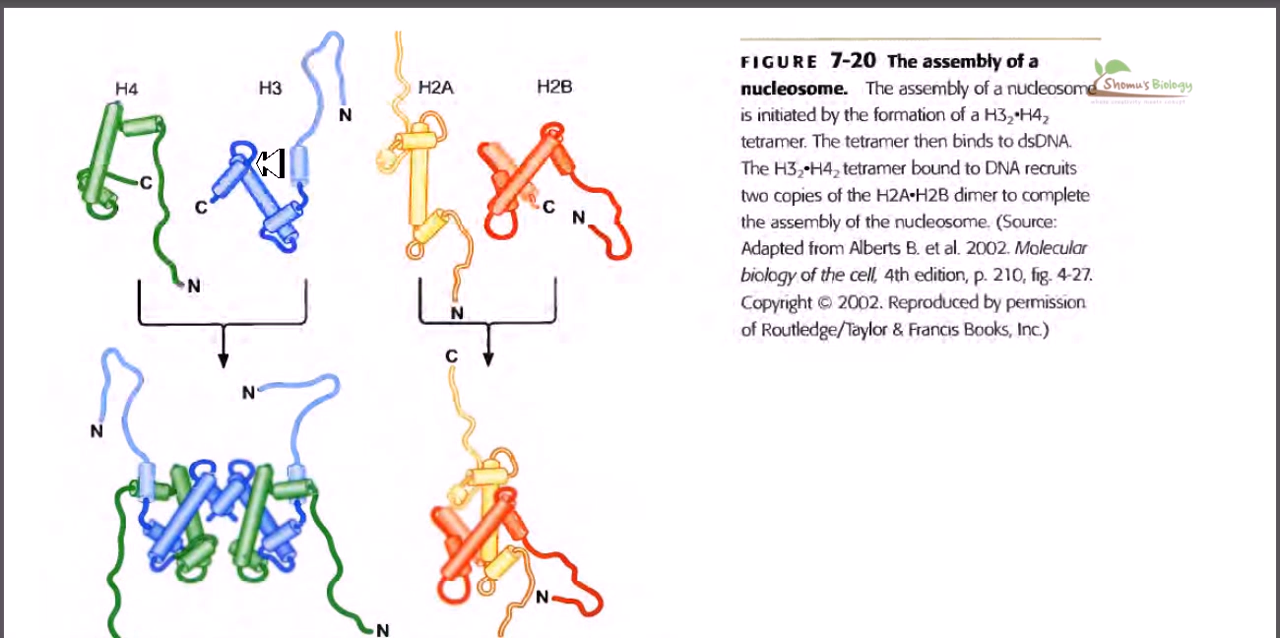 H4
H3
H2A
H2B
N
C
C
C
N
N
N
C
N
N
N
N
FIGURE 7-20 The assembly of a
nucleosome. The assembly of a nucleosome
is initiated by the formation of a H3₂•H4₂
tetramer. The tetramer then binds to dsDNA.
The H3₂•H4₂ tetramer bound to DNA recruits
two copies of the H2A•H2B dimer to complete
the assembly of the nucleosome. (Source:
Adapted from Alberts B. et al. 2002. Molecular
biology of the cell, 4th edition, p. 210, fig. 4-27.
Copyright © 2002. Reproduced by permission
of Routledge/Taylor & Francis Books, Inc.)
Shomu's Biology